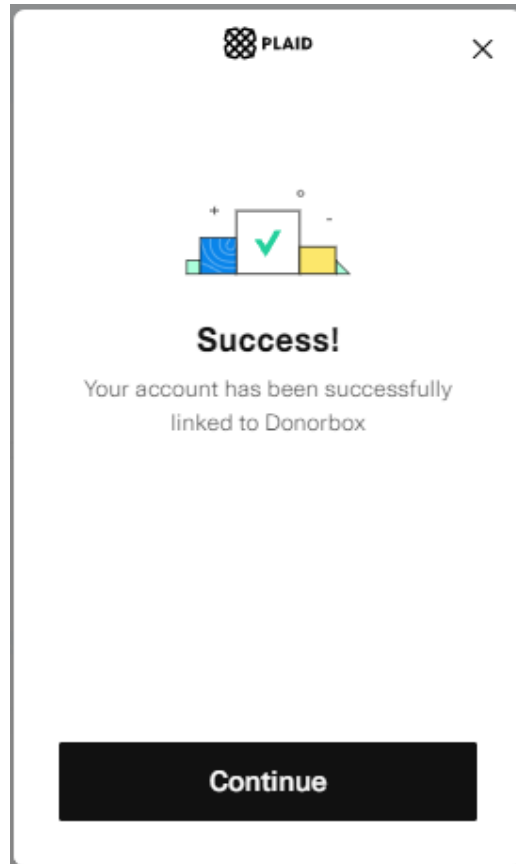 PLAID
Success!
Your account has been successfully
linked to Donorbox
Continue